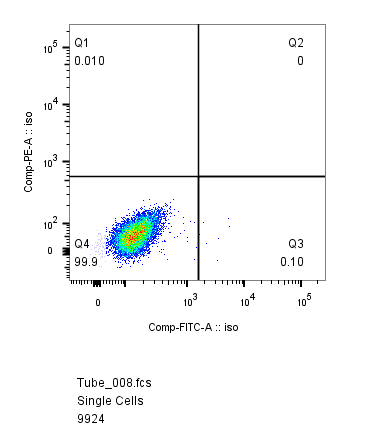 Q1
0.010
Q2
0
10^5
10^4
10^3
10^2
0
Comp-PE-A :: iso
Q4
99.9
Q3
0.10
0
10^3
10^4
10^5
Comp-FITC-A :: iso
Tube_008.fcs
Single Cells
9924